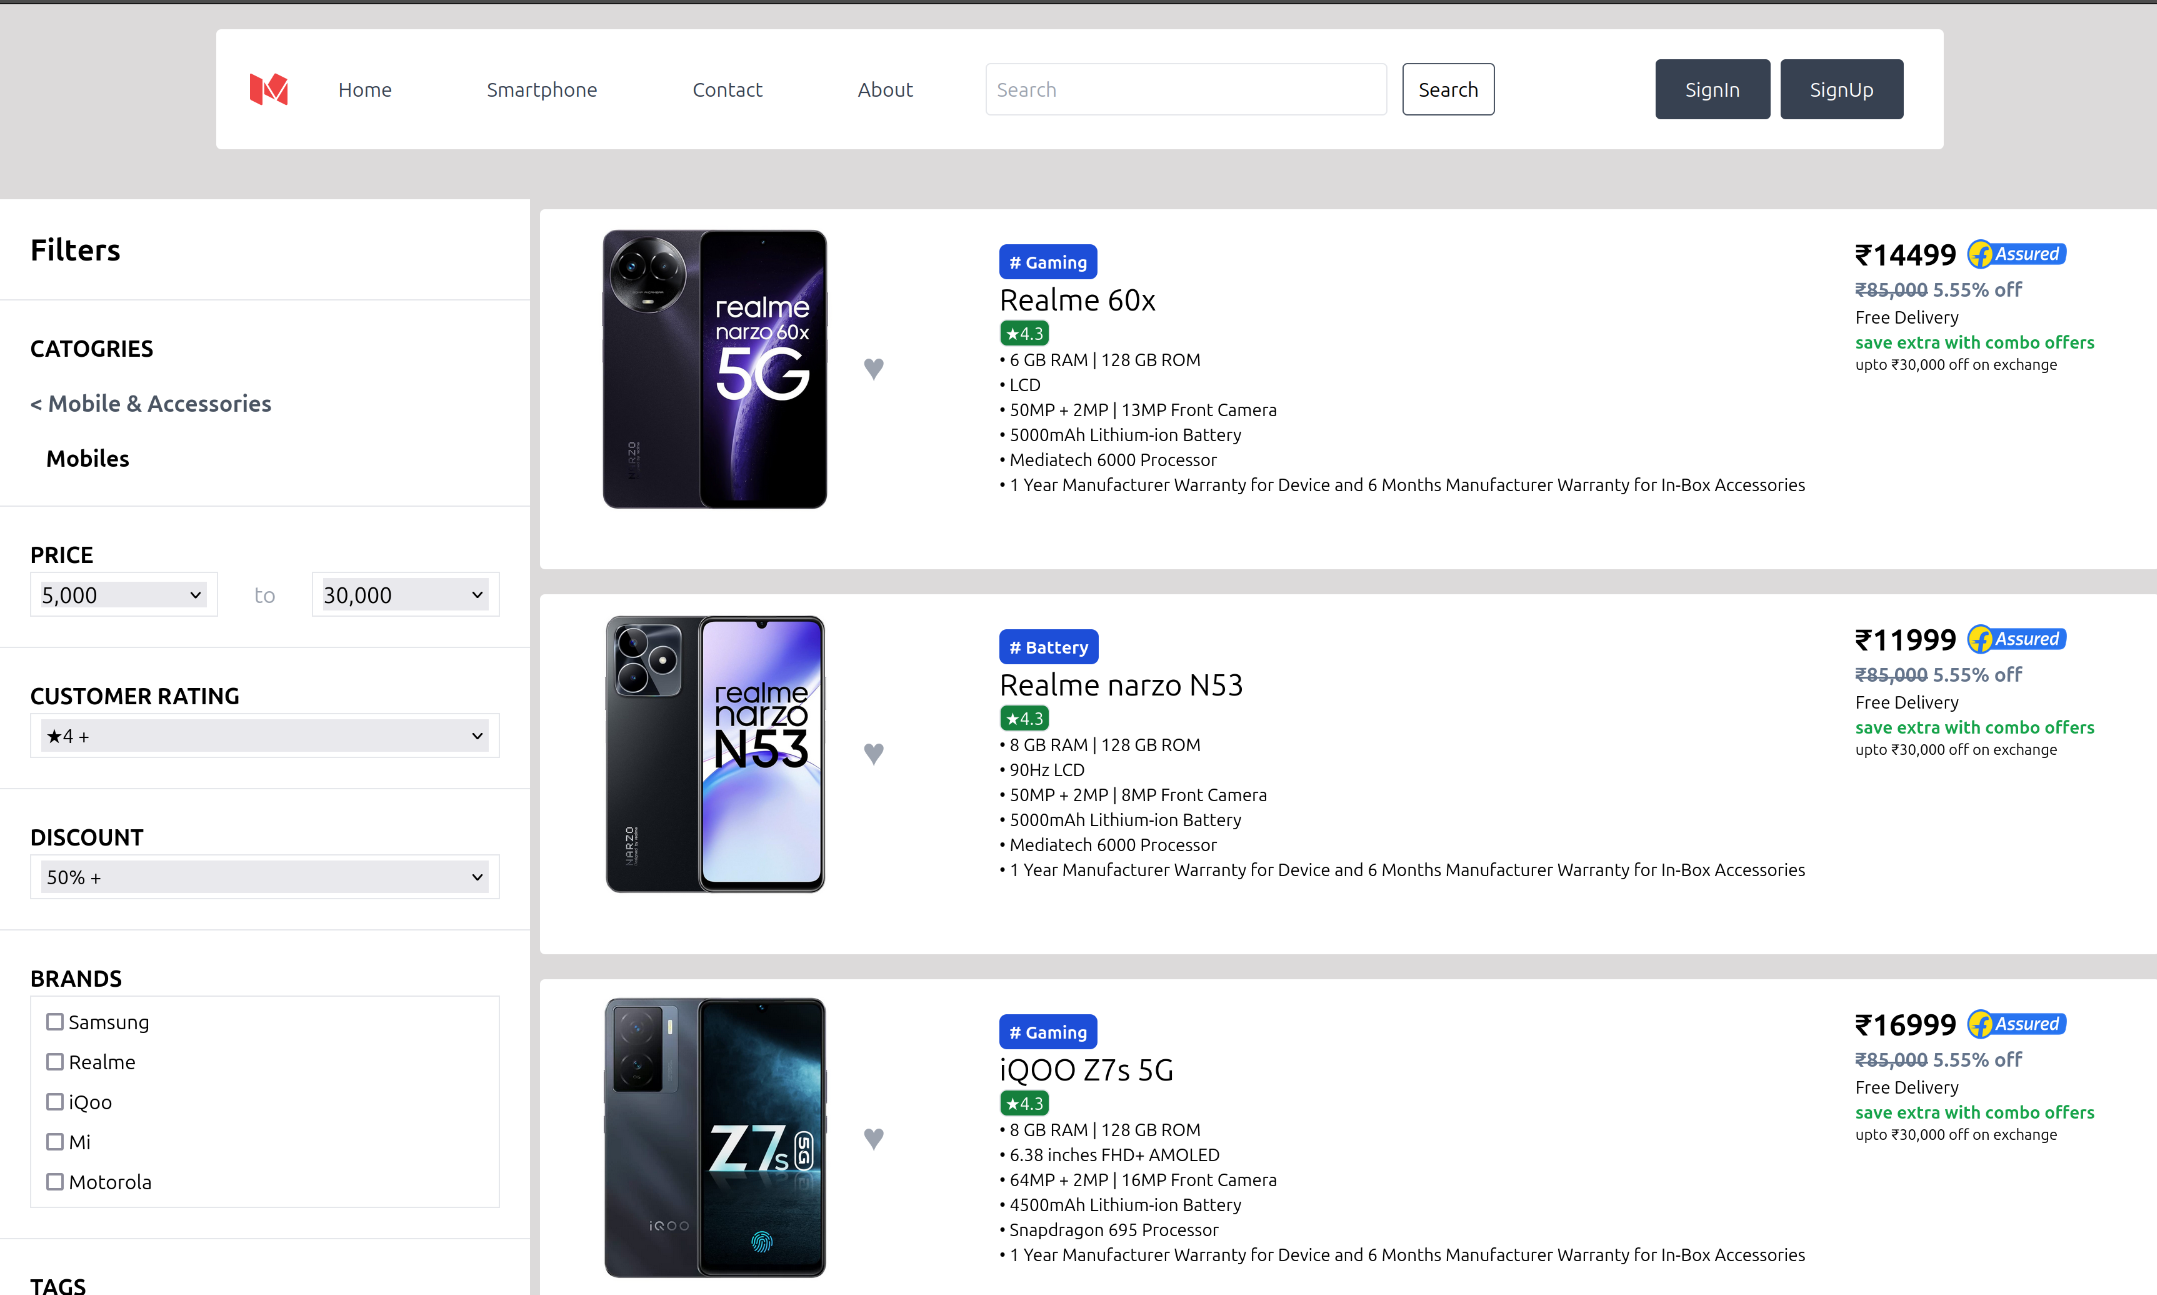 Home
Smartphone
Contact
About
Search
Search
SignIn
SignUp
Filters
CATOGRIES
< Mobile & Accessories
Mobiles
PRICE
5,000
to
30,000
CUSTOMER RATING
★4 +
DISCOUNT
50% +
BRANDS
Samsung
Realme
iQoo
Mi
Motorola
TAGS
realme
narzo 60x
5G
NARZO
# Gaming
Realme 60x
★4.3
• 6 GB RAM | 128 GB ROM
• LCD
• 50MP + 2MP | 13MP Front Camera
• 5000mAh Lithium-ion Battery
• Mediatech 6000 Processor
• 1 Year Manufacturer Warranty for Device and 6 Months Manufacturer Warranty for In-Box Accessories
₹14499 Assured
₹85,000 5.55% off
Free Delivery
save extra with combo offers
upto ₹30,000 off on exchange
realme
narzo
N53
NARZO
# Battery
Realme narzo N53
★4.3
• 8 GB RAM | 128 GB ROM
• 90Hz LCD
• 50MP + 2MP | 8MP Front Camera
• 5000mAh Lithium-ion Battery
• Mediatech 6000 Processor
• 1 Year Manufacturer Warranty for Device and 6 Months Manufacturer Warranty for In-Box Accessories
₹11999 Assured
₹85,000 5.55% off
Free Delivery
save extra with combo offers
upto ₹30,000 off on exchange
Z7s 5G
iQOO
# Gaming
iQOO Z7s 5G
★4.3
• 8 GB RAM | 128 GB ROM
• 6.38 inches FHD+ AMOLED
• 64MP + 2MP | 16MP Front Camera
• 4500mAh Lithium-ion Battery
• Snapdragon 695 Processor
• 1 Year Manufacturer Warranty for Device and 6 Months Manufacturer Warranty for In-Box Accessories
₹16999 Assured
₹85,000 5.55% off
Free Delivery
save extra with combo offers
upto ₹30,000 off on exchange